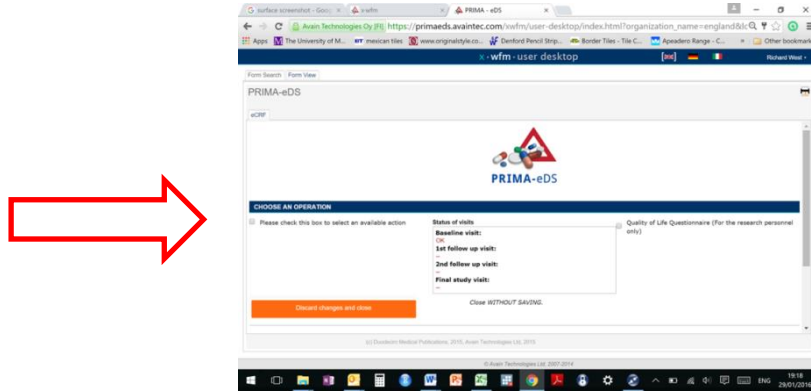 surface screenshot - Goo
x-wfm
PRIMA - eDS
Avain Technologies Oy [FI] https://primaeds.avaintec.com/xwfm/user-desktop/index.html?organization_name=england
Apps The University of M... mexican tiles www.originalstyle.co... Denford Pencil Strip... Border Tiles - Tile C... Apeadero Range - C... » Other bookmark
x-wfm-user desktop
Richard West
Form Search Form View
PRIMA-eDS
eCRF
PRIMA-eDS
CHOOSE AN OPERATION
Please check this box to select an available action
Status of visits
Baseline visit:
OK
1st follow up visit:
--
2nd follow up visit:
--
Final study visit:
--
Quality of Life Questionnaire (For the research personnel
only)
Discard changes and close
Close WITHOUT SAVING.
(c) Duodecim Medical Publications, 2015, Avain Technologies Ltd, 2015
© Avain Technologies Ltd 2007-2014
ENG
19:18
29/01/2016